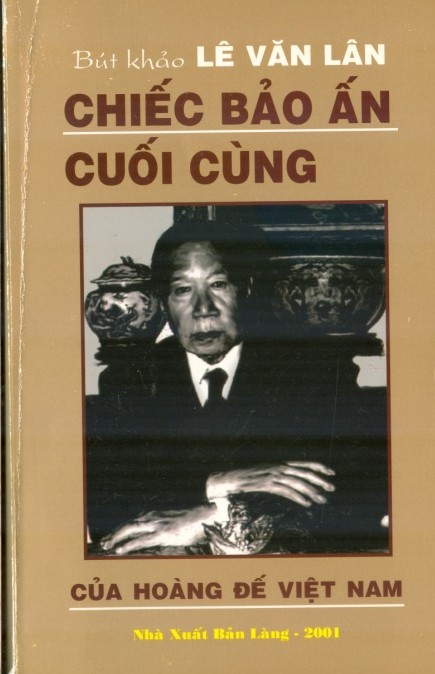 Bút khảo LÊ VĂN LÂN
CHIẾC BẢO ẤN
CUỐI CÙNG
CỦA HOÀNG ĐẾ VIỆT NAM
Nhà Xuất Bản Làng - 2001